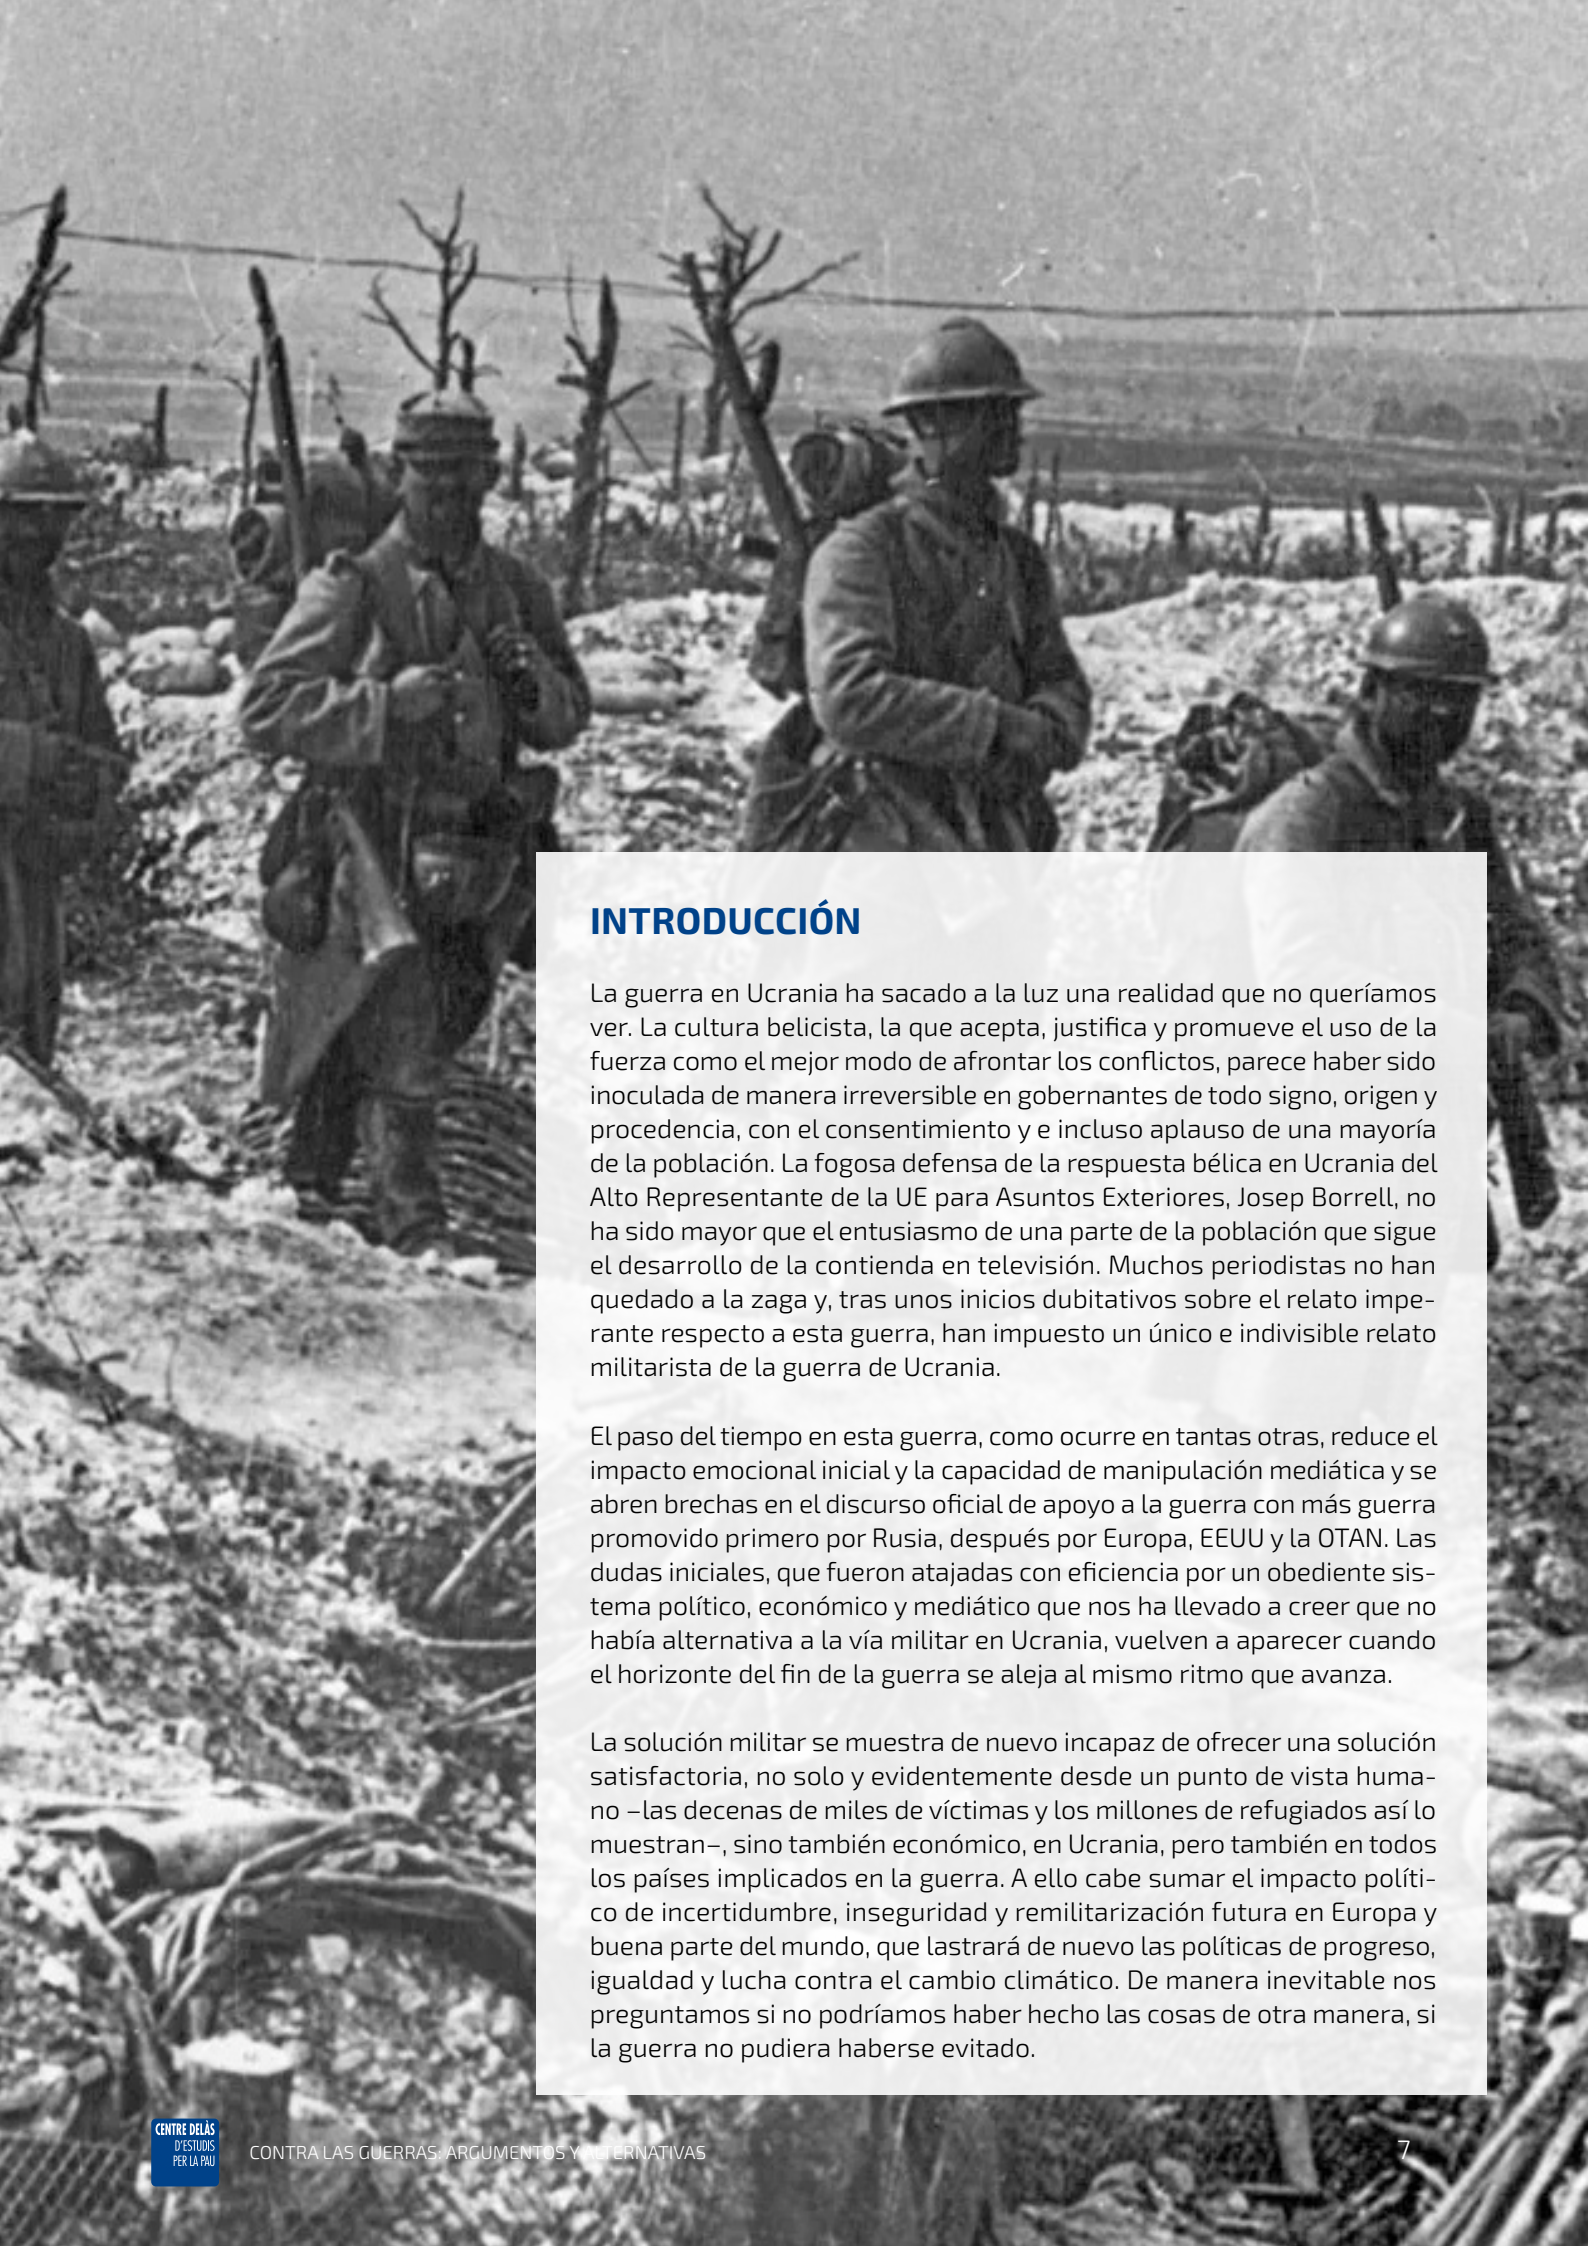 INTRODUCCIÓN
La guerra en Ucrania ha sacado a la luz una realidad que no queríamos
ver. La cultura belicista, la que acepta, justifica y promueve el uso de la
fuerza como el mejor modo de afrontar los conflictos, parece haber sido
inoculada de manera irreversible en gobernantes de todo signo, origen y
procedencia, con el consentimiento y e incluso aplauso de una mayoría
de la población. La fogosa defensa de la respuesta bélica en Ucrania del
Alto Representante de la UE para Asuntos Exteriores, Josep Borrell, no
ha sido mayor que el entusiasmo de una parte de la población que sigue
el desarrollo de la contienda en televisión. Muchos periodistas no han
quedado a la zaga y, tras unos inicios dubitativos sobre el relato impe-
rante respecto a esta guerra, han impuesto un único e indivisible relato
militarista de la guerra de Ucrania.
El paso del tiempo en esta guerra, como ocurre en tantas otras, reduce el
impacto emocional inicial y la capacidad de manipulación mediática y se
abren brechas en el discurso oficial de apoyo a la guerra con más guerra
promovido primero por Rusia, después por Europa, EEUU y la OTAN. Las
dudas iniciales, que fueron atajadas con eficiencia por un obediente sis-
tema político, económico y mediático que nos ha llevado a creer que no
había alternativa a la vía militar en Ucrania, vuelven a aparecer cuando
el horizonte del fin de la guerra se aleja al mismo ritmo que avanza.
La solución militar se muestra de nuevo incapaz de ofrecer una solución
satisfactoria, no solo y evidentemente desde un punto de vista huma-
no –las decenas de miles de víctimas y los millones de refugiados así lo
muestran–, sino también económico, en Ucrania, pero también en todos
los países implicados en la guerra. A ello cabe sumar el impacto políti-
co de incertidumbre, inseguridad y remilitarización futura en Europa y
buena parte del mundo, que lastrará de nuevo las políticas de progreso,
igualdad y lucha contra el cambio climático. De manera inevitable nos
preguntamos si no podríamos haber hecho las cosas de otra manera, si
la guerra no pudiera haberse evitado.
CENTRE DELÀS
D'ESTUDIS
PER LA PAU
CONTRA LAS GUERRAS: ARGUMENTOS Y ALTERNATIVAS
7